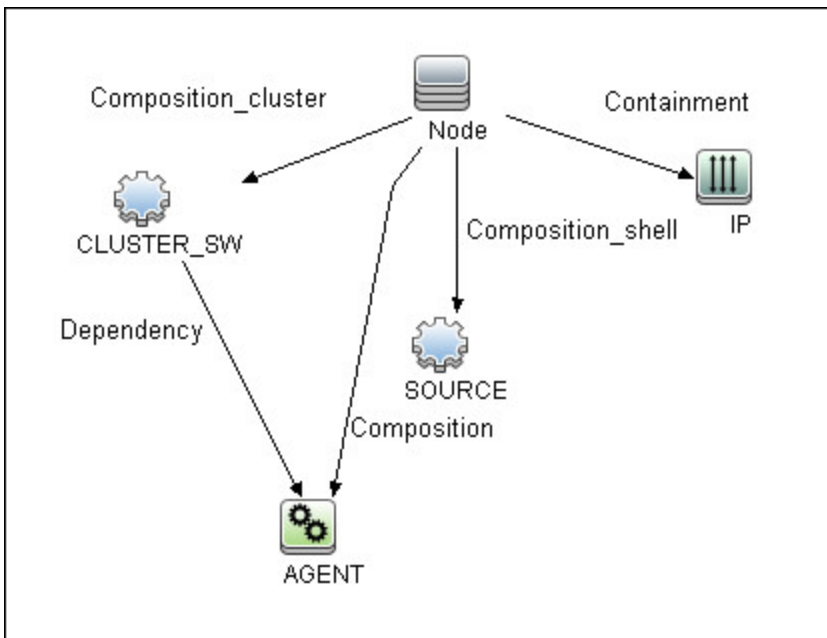 Composition_cluster
Containment
Node
IP
CLUSTER_SW
Composition_shell
Dependency
SOURCE
Composition
AGENT